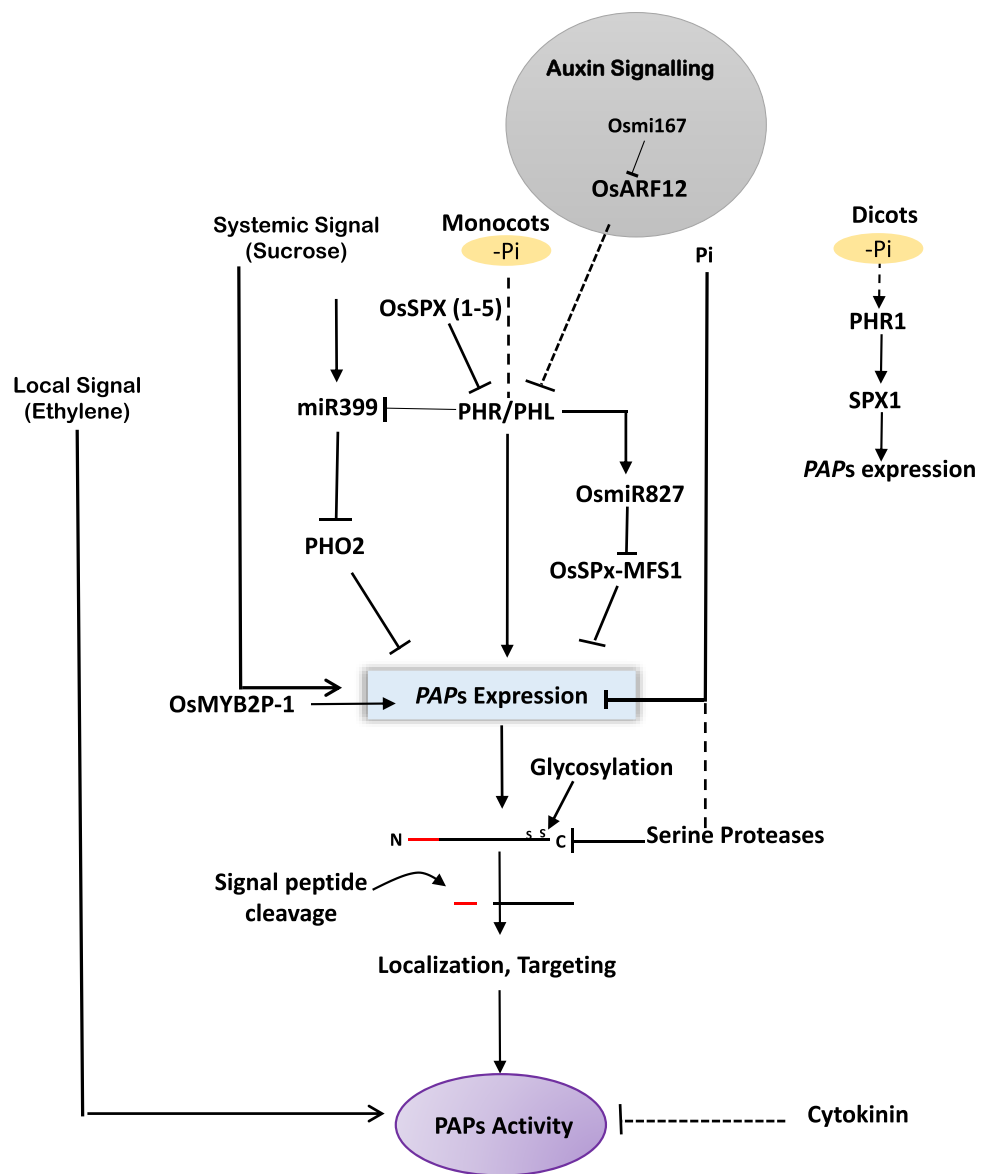 Auxin Signalling
Osmi167
OsARF12
Systemic Signal
(Sucrose)
Monocots
-Pi
Pi
Dicots
-Pi
OsSPX (1-5)
PHR1
Local Signal
(Ethylene)
miR399
PHR/PHL
SPX1
PAPs expression
OsmiR827
PHO2
OsSPx-MFS1
OsMYB2P-1
PAPs Expression
Glycosylation
N
S S
C
Serine Proteases
Signal peptide
cleavage
Localization, Targeting
PAPs Activity
Cytokinin